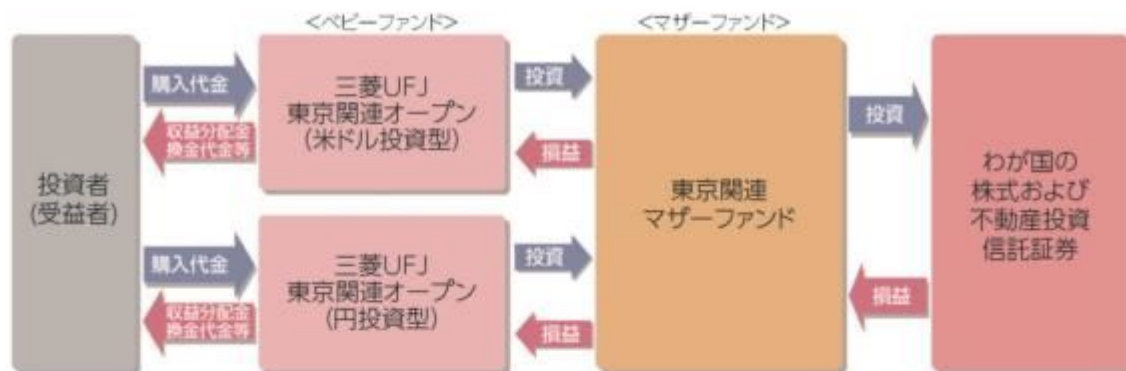 <ベビーファンド>
<マザーファンド>
投資者
(受益者)
購入代金
収益分配金
換金代金等
三菱UFJ
東京関連オープン
(米ドル投資型)
投資
損益
購入代金
収益分配金
換金代金等
三菱UFJ
東京関連オープン
(円投資型)
投資
損益
東京関連
マザーファンド
投資
損益
わが国の
株式および
不動産投資
信託証券